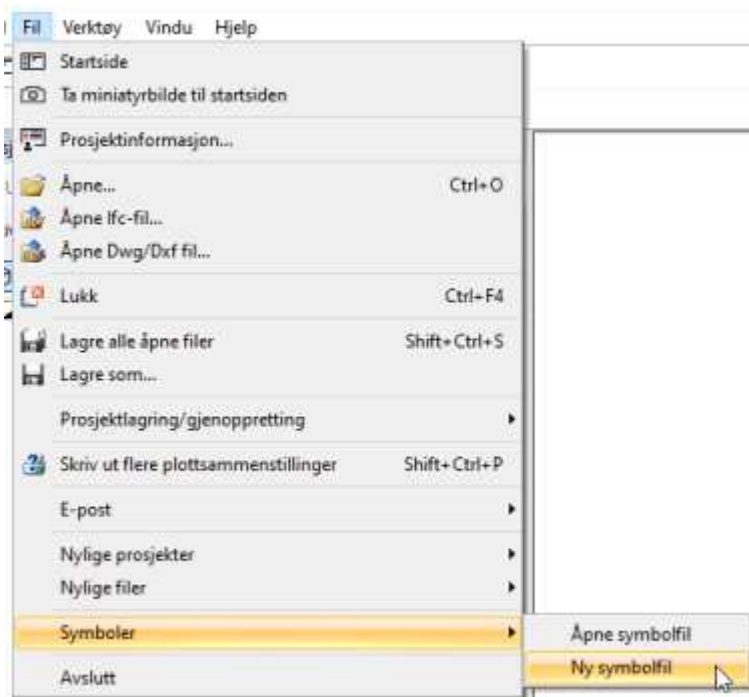 Fil Verktøy Vindu Hjelp
Startside
Ta miniatyrbilde til startsiden
Prosjektinformasjon...
Åpne... Ctrl+O
Åpne Ifc-fil...
Åpne Dwg/Dxf fil...
Lukk Ctrl+F4
Lagre alle åpne filer Shift+Ctrl+S
Lagre som...
Prosjektlagring/gjenoppretting
Skriv ut flere plottsammenstillinger Shift+Ctrl+P
E-post
Nylige prosjekter
Nylige filer
Symboler Åpne symbolfil
Ny symbolfil
Avslutt